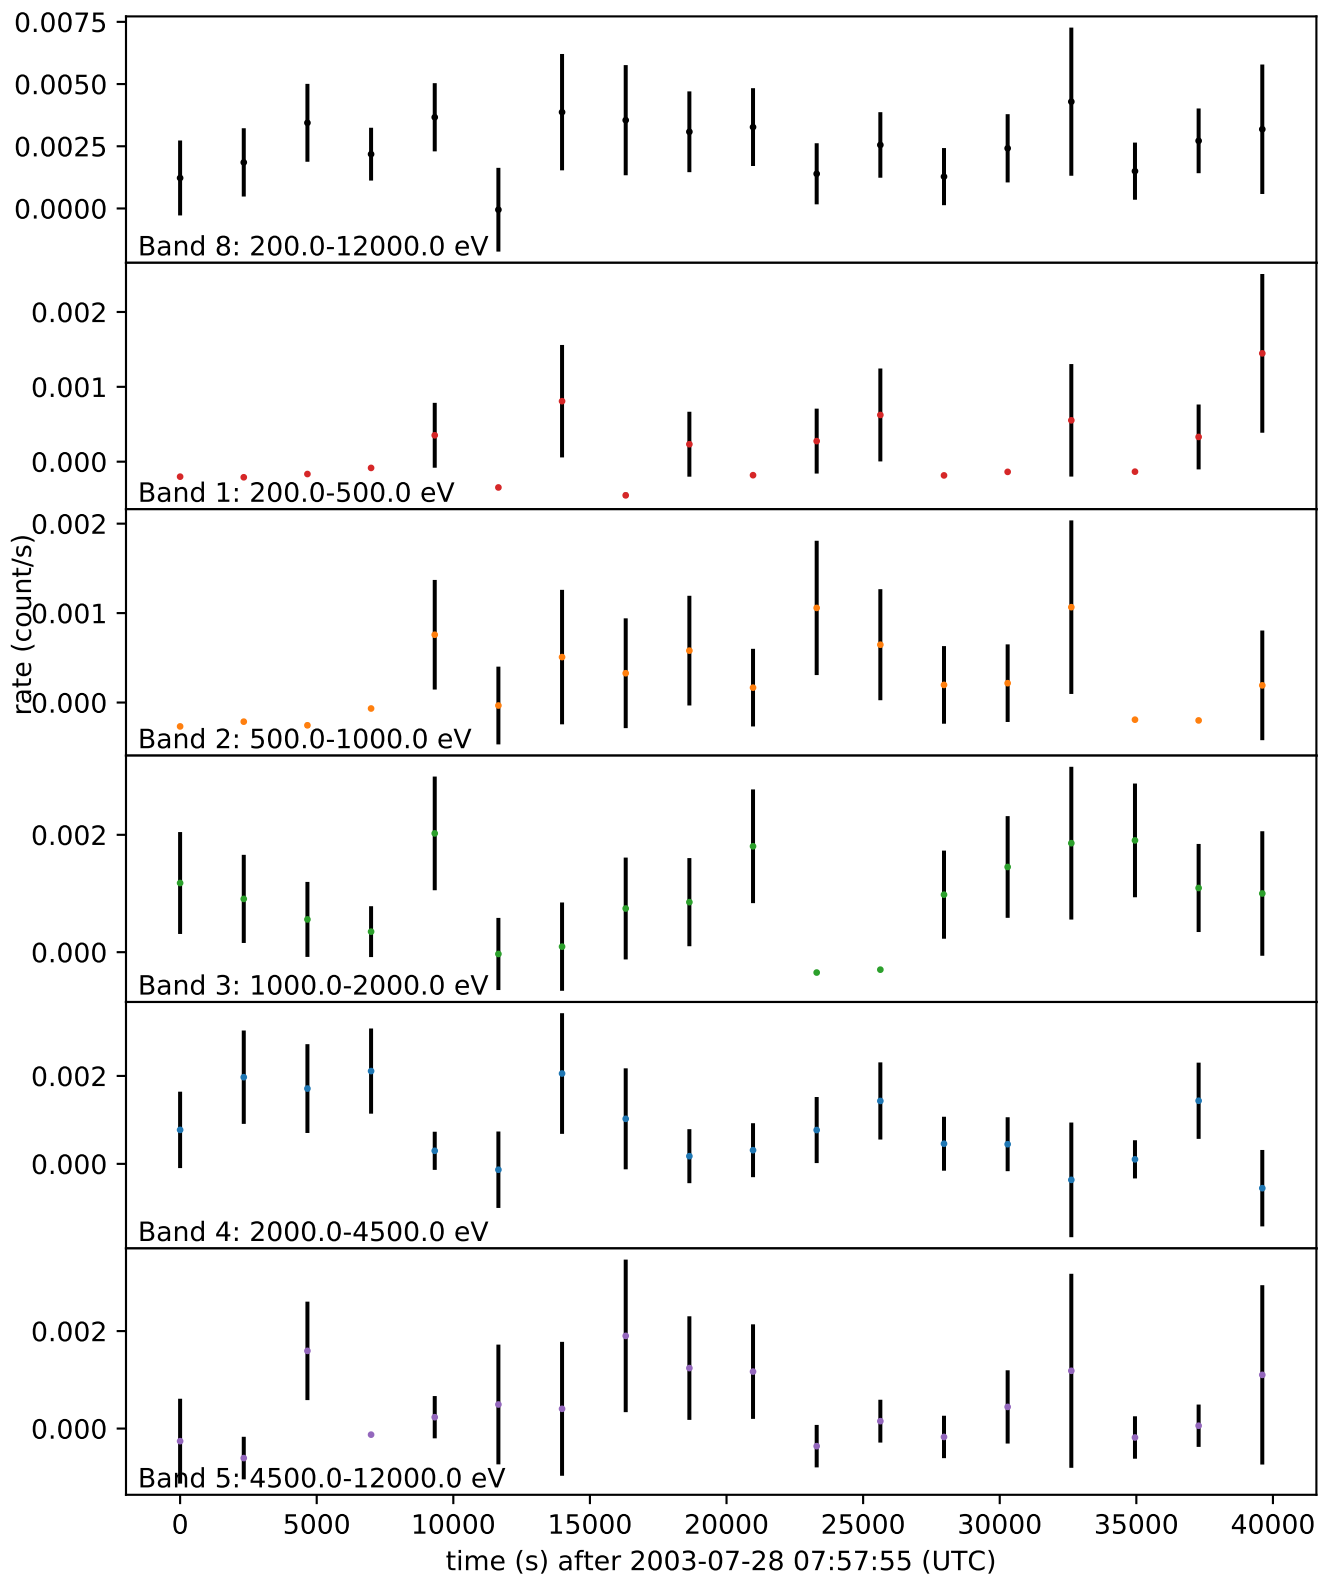 0.0075
0.0050
0.0025
0.0000
Band 8: 200.0-12000.0 eV
0.002
0.001
0.000
Band 1: 200.0-500.0 eV
rate (count/s)
0.002
0.001
0.000
Band 2: 500.0-1000.0 eV
0.002
0.000
Band 3: 1000.0-2000.0 eV
0.002
0.000
Band 4: 2000.0-4500.0 eV
0.002
0.000
Band 5: 4500.0-12000.0 eV
0 5000 10000 15000 20000 25000 30000 35000 40000
time (s) after 2003-07-28 07:57:55 (UTC)